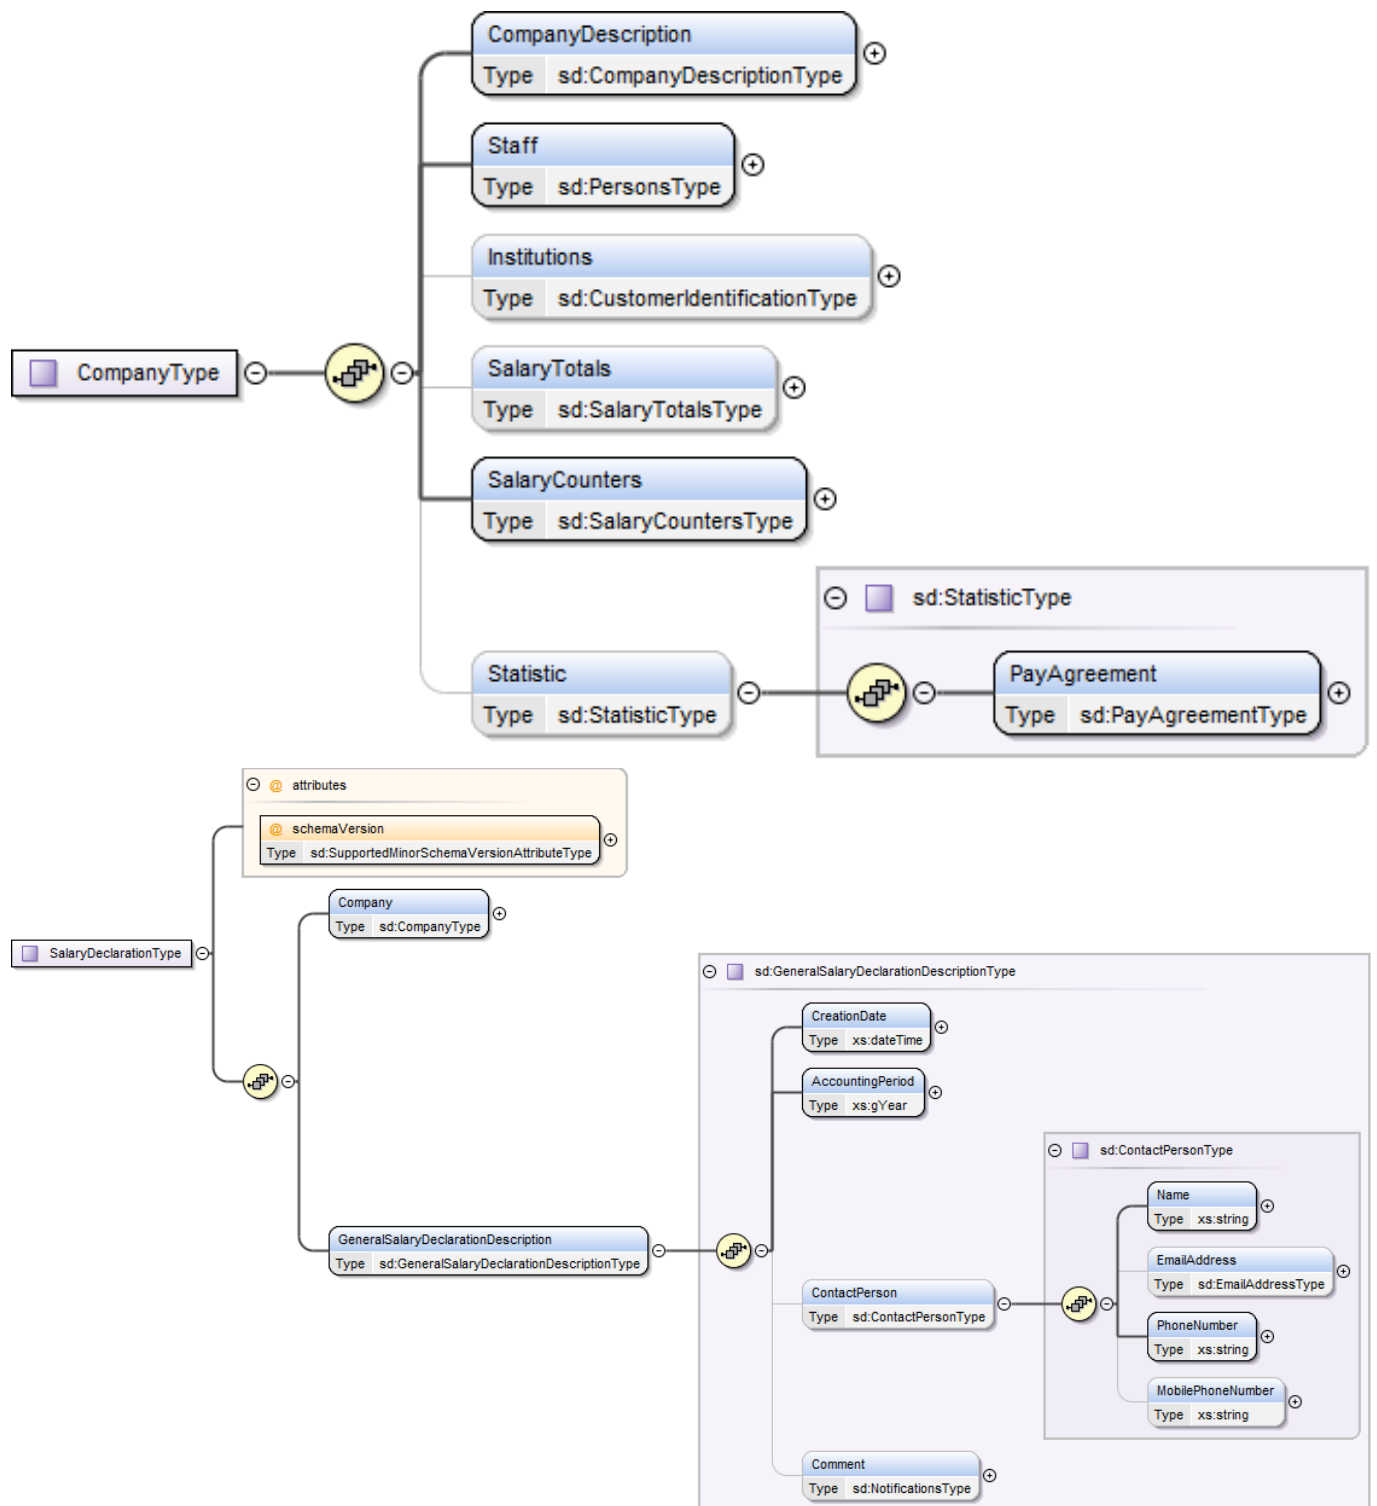 CompanyDescription
Type sd:CompanyDescriptionType
Staff
Type sd:PersonsType
Institutions
Type sd:CustomerIdentificationType
CompanyType
SalaryTotals
Type sd:SalaryTotalsType
SalaryCounters
Type sd:SalaryCountersType
sd:StatisticType
Statistic
Type sd:StatisticType
PayAgreement
Type sd:PayAgreementType
@ attributes
@ schemaVersion
Type sd:SupportedMinorSchemaVersionAttributeType
Company
Type sd:CompanyType
SalaryDeclarationType
sd:GeneralSalaryDeclarationDescriptionType
CreationDate
Type xs:dateTime
AccountingPeriod
Type xs:gYear
sd:ContactPersonType
Name
Type xs:string
GeneralSalaryDeclarationDescription
Type sd:GeneralSalaryDeclarationDescriptionType
EmailAddress
Type sd:EmailAddressType
ContactPerson
Type sd:ContactPersonType
PhoneNumber
Type xs:string
MobilePhoneNumber
Type xs:string
Comment
Type sd:NotificationsType